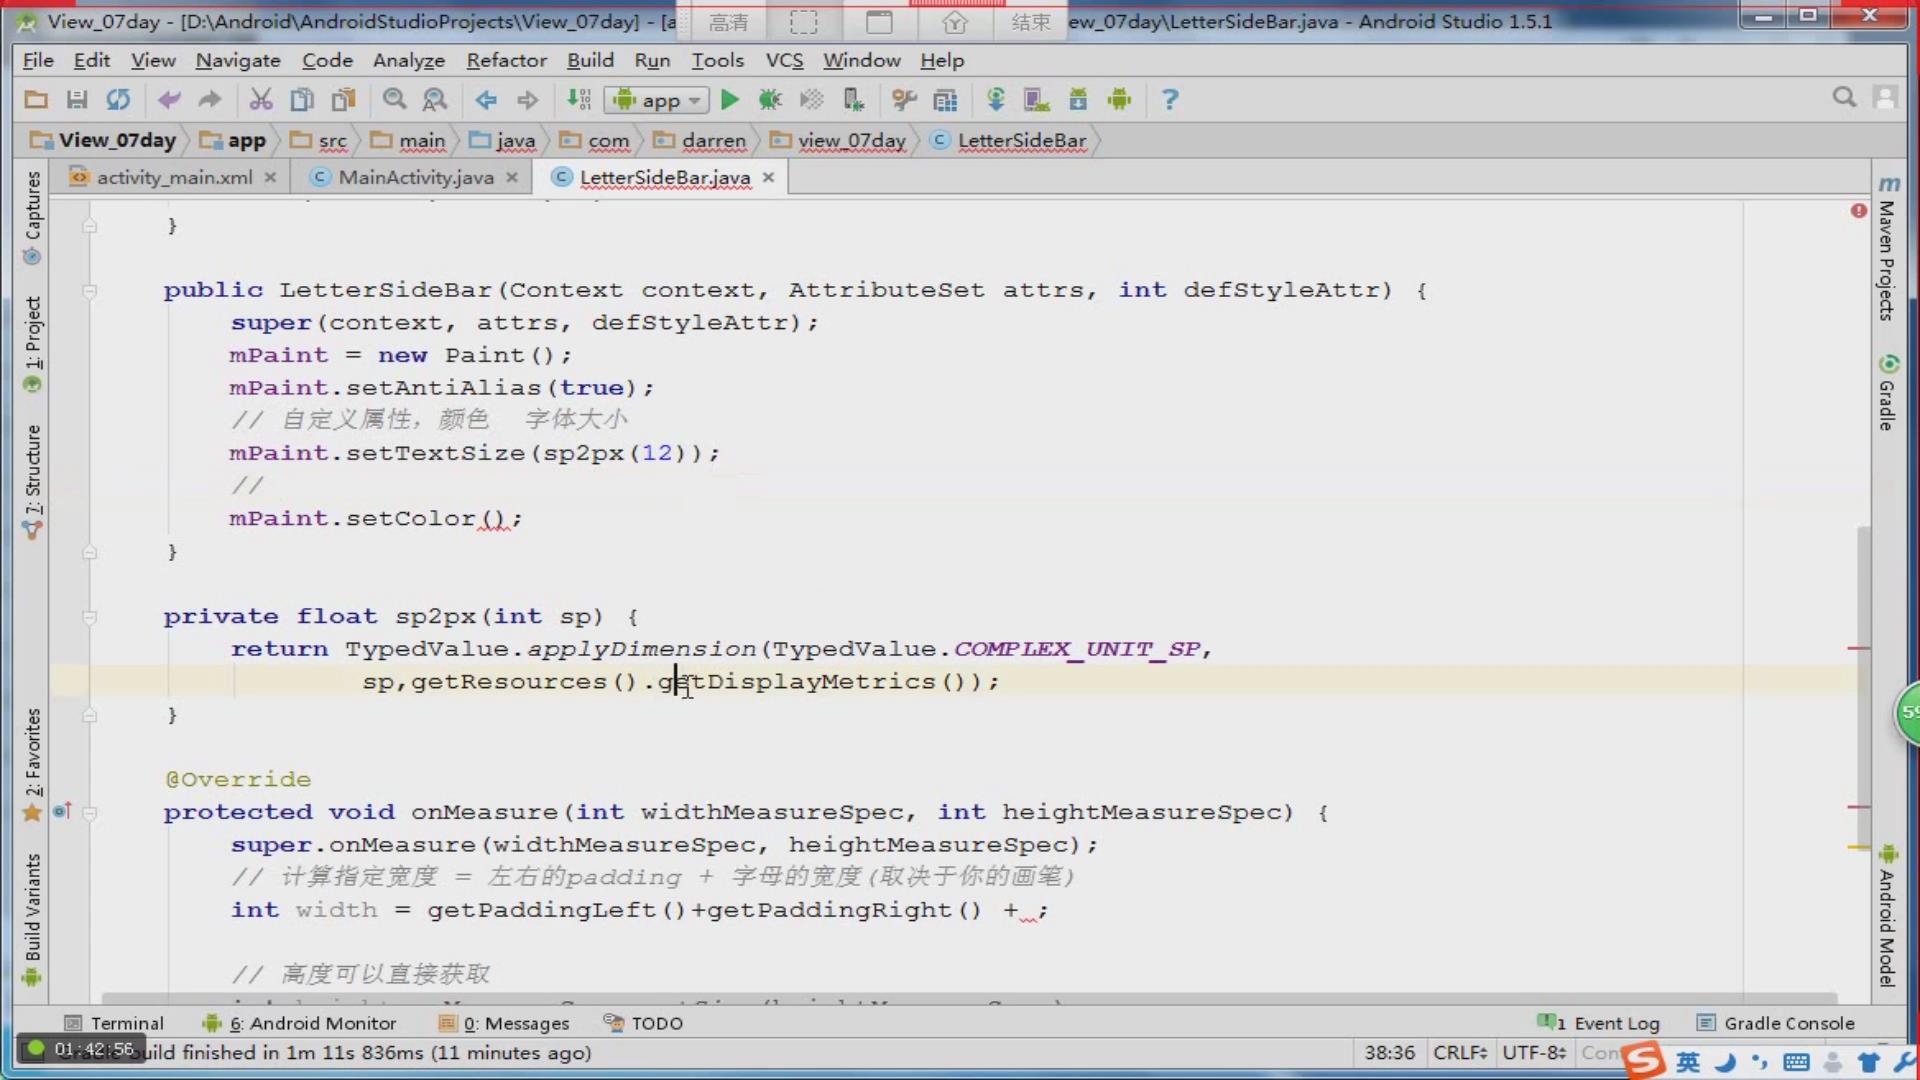 View_07day - [D:\Android\AndroidStudioProjects\View_07day] - [a
高清
结束
ew_07day\LetterSideBar.java - Android Studio 1.5.1
File Edit View Navigate Code Analyze Refactor Build Run Tools VCS Window Help
app
View_07day app src main java com darren view_07day LetterSideBar
activity_main.xml MainActivity.java LetterSideBar.java
Captures
1: Project
7: Structure
2: Favorites
Build Variants
}
public LetterSideBar(Context context, AttributeSet attrs, int defStyleAttr) {
super(context, attrs, defStyleAttr);
mPaint = new Paint();
mPaint.setAntiAlias(true);
// 自定义属性，颜色  字体大小
mPaint.setTextSize(sp2px(12));
//
mPaint.setColor();
}
private float sp2px(int sp) {
return TypedValue.applyDimension(TypedValue.COMPLEX_UNIT_SP,
sp,getResources().getDisplayMetrics());
}
@Override
protected void onMeasure(int widthMeasureSpec, int heightMeasureSpec) {
super.onMeasure(widthMeasureSpec, heightMeasureSpec);
// 计算指定宽度 = 左右的padding + 字母的宽度(取决于你的画笔)
int width = getPaddingLeft()+getPaddingRight() + ;
// 高度可以直接获取
Maven Projects
Gradle
Android Model
59
Terminal 6: Android Monitor 0: Messages TODO 1 Event Log Gradle Console
01:42:56
build finished in 1m 11s 836ms (11 minutes ago)
38:36 CRLF UTF-8 Con
英